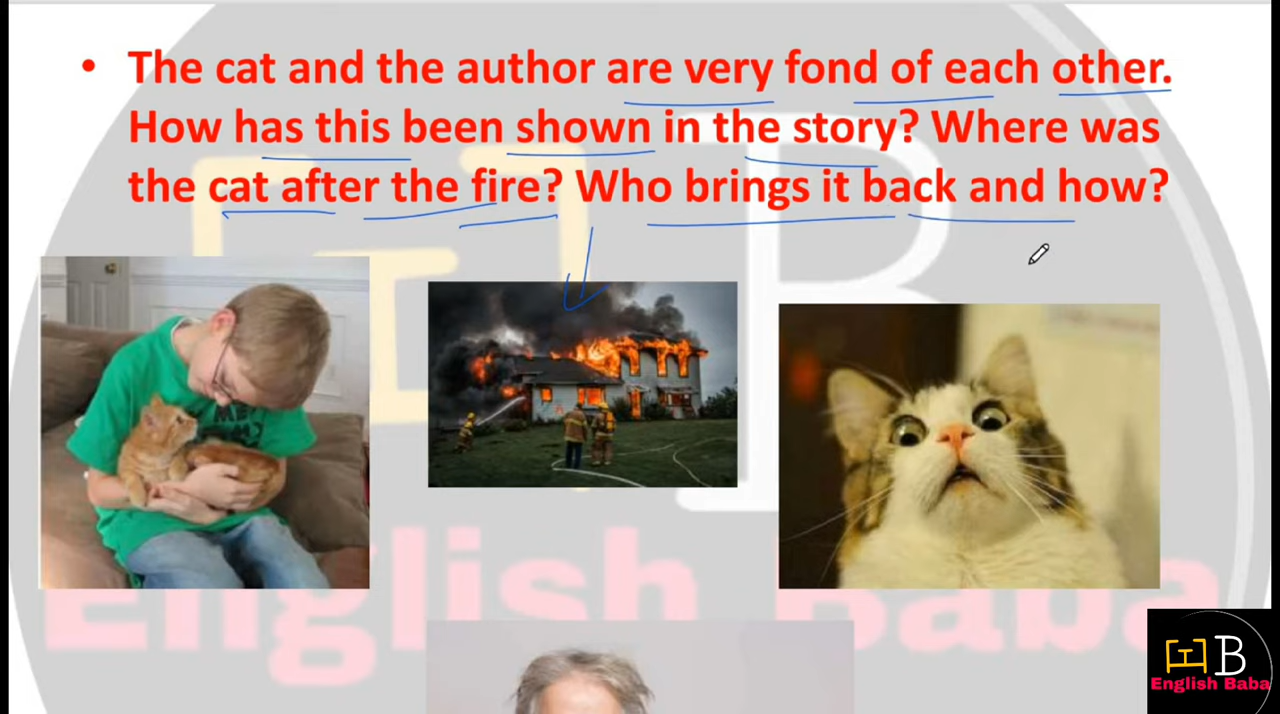 • The cat and the author are very fond of each other.
How has this been shown in the story? Where was
the cat after the fire? Who brings it back and how?
English Baba
B
English Baba